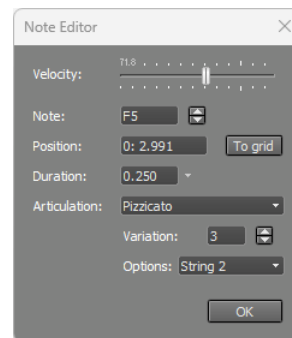 Note Editor
71.8
Velocity:
Note: F5
Position: 0: 2.991 To grid
Duration: 0.250
Articulation: Pizzicato
Variation: 3
Options: String 2
OK